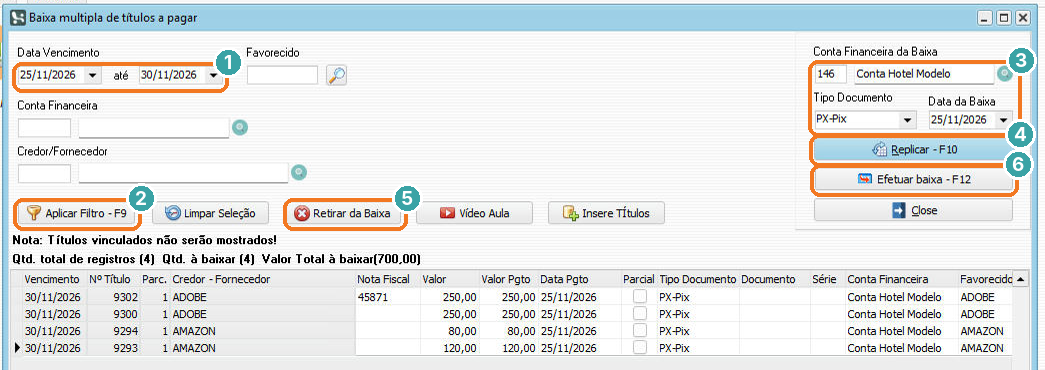 Baixa multipla de títulos a pagar
Data Vencimento
Favorecido
25/11/2026 até 30/11/2026
1
Conta Financeira
Credor/Fornecedor
Conta Financeira da Baixa
3
146 Conta Hotel Modelo
Tipo Documento Data da Baixa
PX-Pix 25/11/2026
4
Replicar - F10
6
Efetuar baixa - F12
Close
2
5
Aplicar Filtro - F9 Limpar Seleção Retirar da Baixa Vídeo Aula Insere TÍtulos
Nota: Títulos vinculados não serão mostrados!
Qtd. total de registros (4) Qtd. à baixar (4) Valor Total à baixar(700,00)
Vencimento Nº Título Parc. Credor - Fornecedor Nota Fiscal Valor Valor Pgto Data Pgto Parcial Tipo Documento Documento Série Conta Financeira Favorecido
30/11/2026 9302 1 ADOBE 45871 250,00 250,00 25/11/2026 PX-Pix Conta Hotel Modelo ADOBE
30/11/2026 9300 1 ADOBE 250,00 250,00 25/11/2026 PX-Pix Conta Hotel Modelo ADOBE
30/11/2026 9294 1 AMAZON 80,00 80,00 25/11/2026 PX-Pix Conta Hotel Modelo AMAZON
30/11/2026 9293 1 AMAZON 120,00 120,00 25/11/2026 PX-Pix Conta Hotel Modelo AMAZON